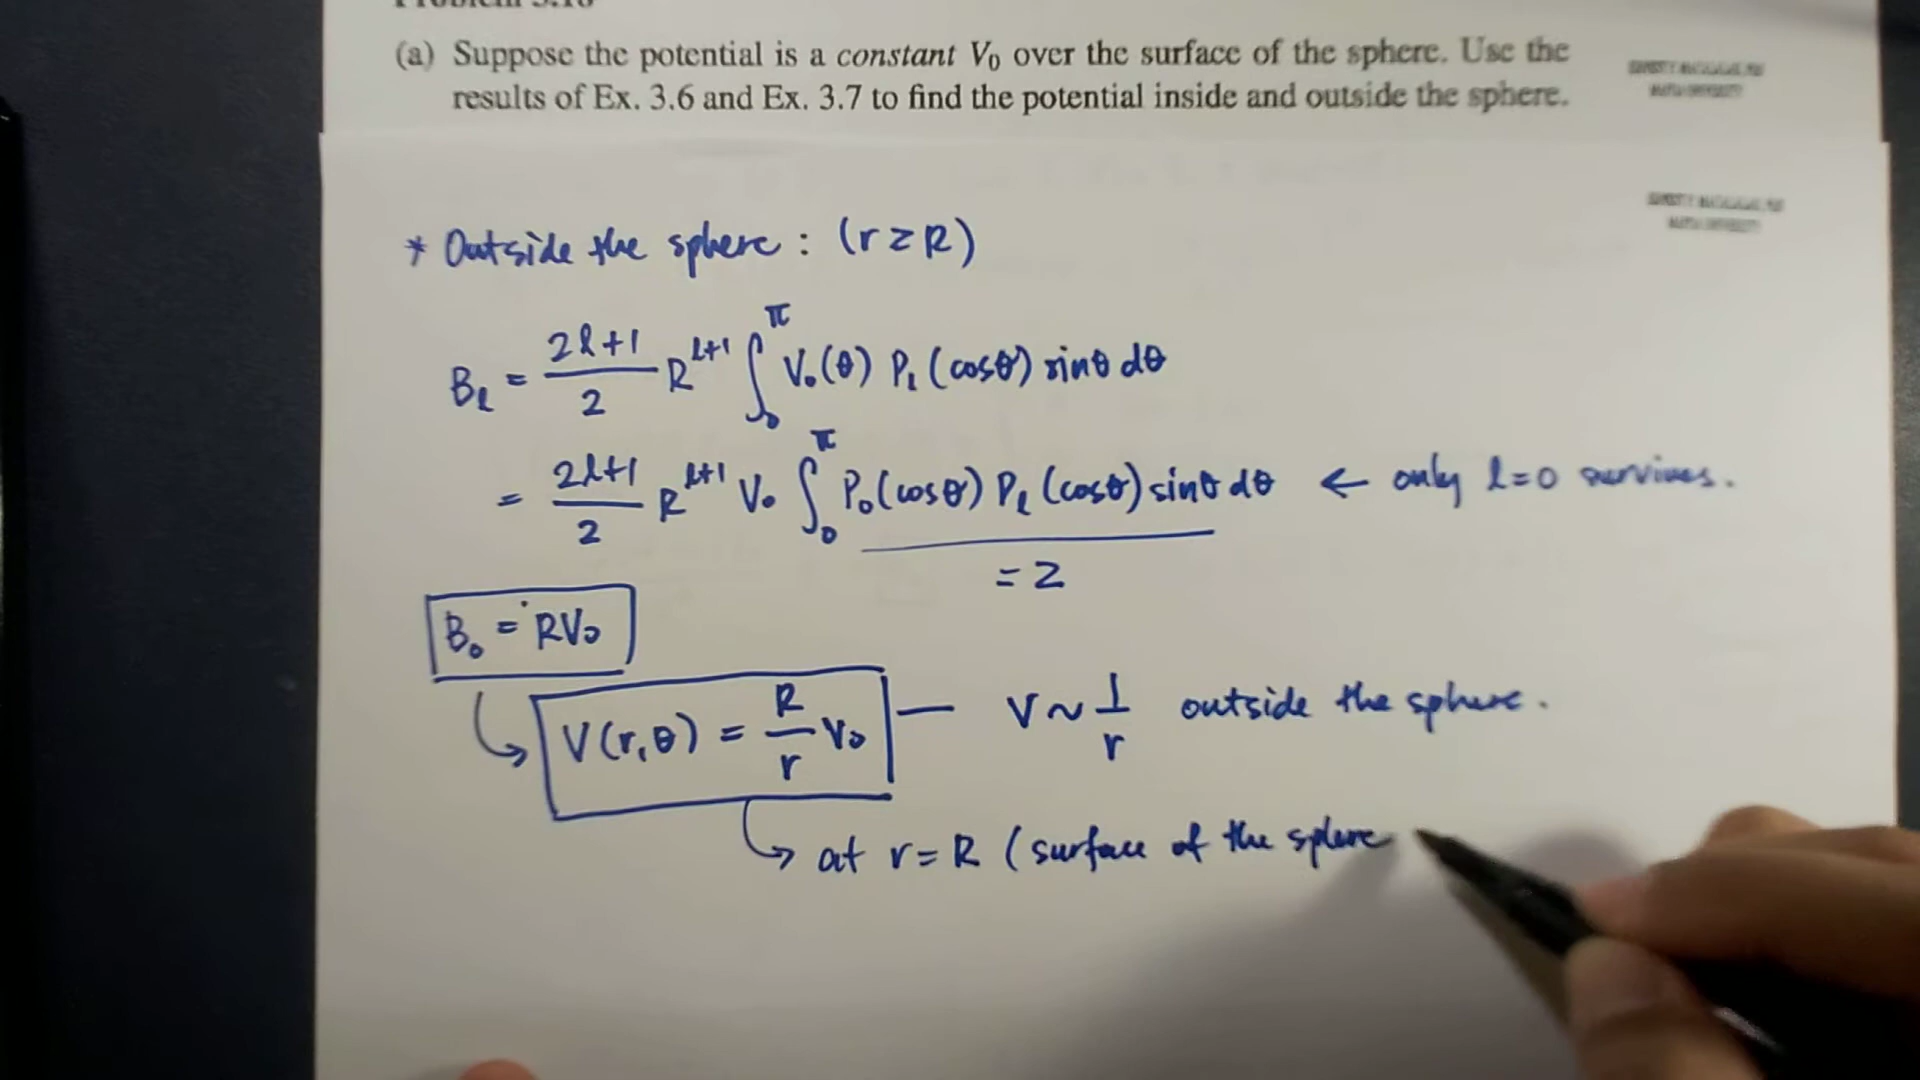 (a) Suppose the potential is a constant V₀ over the surface of the sphere. Use the
results of Ex. 3.6 and Ex. 3.7 to find the potential inside and outside the sphere.
* Outside the sphere : (r ≥ R)
Bₗ = (2l+1)/2 R^(l+1) ∫₀^π V₀(θ) Pₗ(cosθ) sinθ dθ
= (2l+1)/2 R^(l+1) V₀ ∫₀^π P₀(cosθ) Pₗ(cosθ) sinθ dθ ← only l=0 survives.
= 2
B₀ = RV₀
V(r,θ) = R/r V₀ — V ~ 1/r outside the sphere.
→ at r = R (surface of the sphere